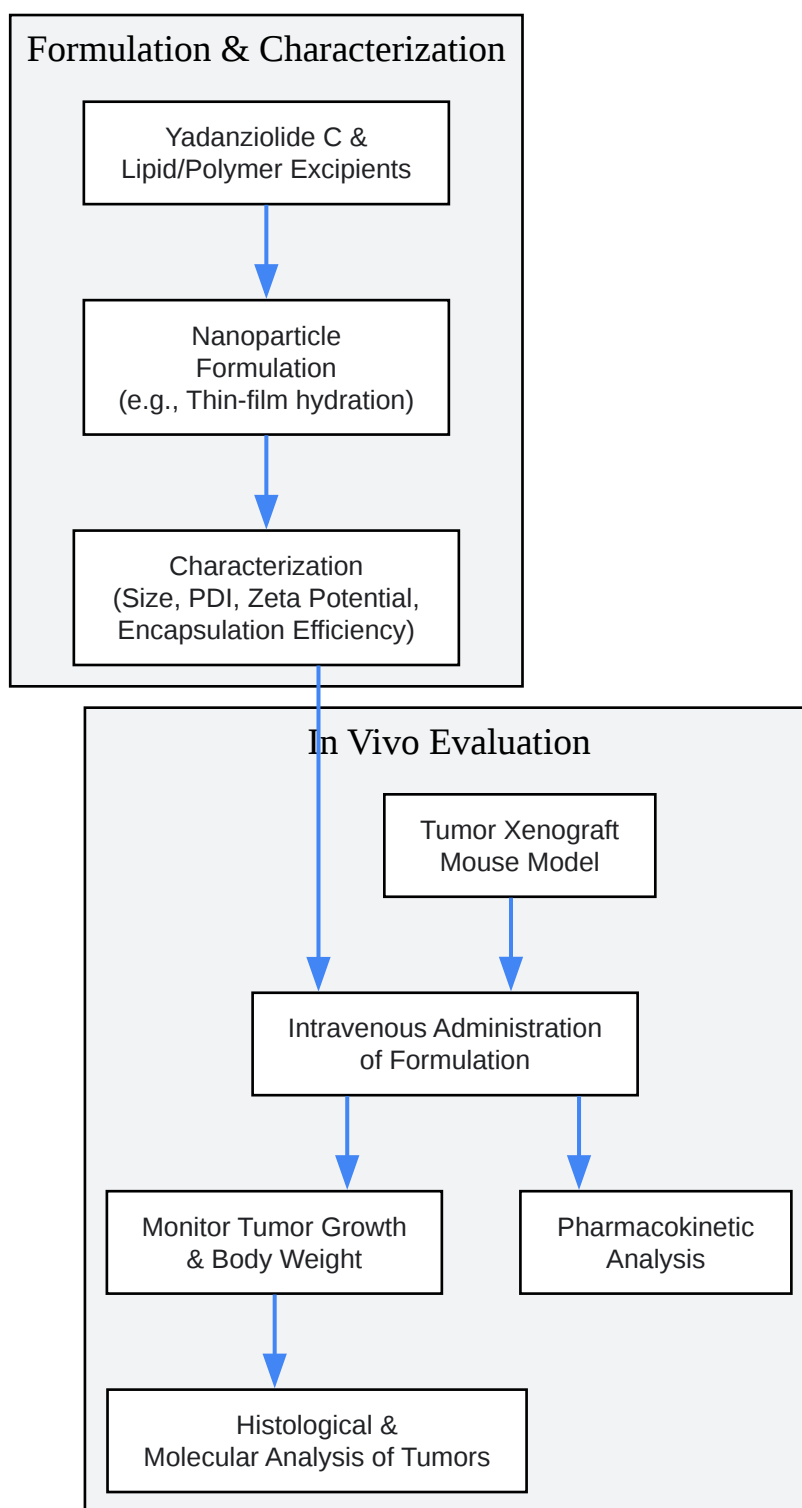 Formulation & Characterization
Yadanziolide C &
Lipid/Polymer Excipients
Nanoparticle
Formulation
(e.g., Thin-film hydration)
Characterization
(Size, PDI, Zeta Potential,
Encapsulation Efficiency)
In Vivo Evaluation
Tumor Xenograft
Mouse Model
Intravenous Administration
of Formulation
Monitor Tumor Growth
& Body Weight
Pharmacokinetic
Analysis
Histological &
Molecular Analysis of Tumors